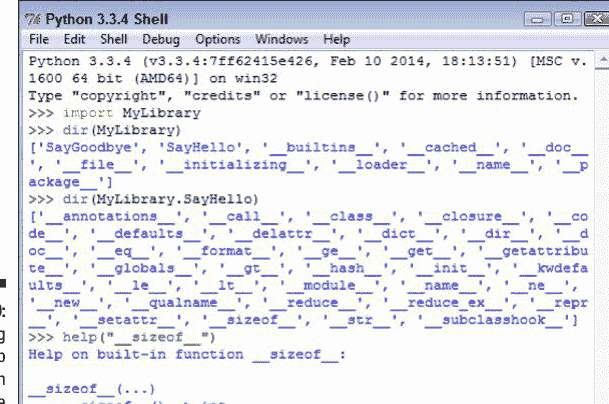 Python 3.3.4 Shell
File Edit Shell Debug Options Windows Help
Python 3.3.4 (v3.3.4:7ff62415e426, Feb 10 2014, 18:13:51) [MSC v.
1600 64 bit (AMD64)] on win32
Type "copyright", "credits" or "license()" for more information.
>>> import MyLibrary
>>> dir(MyLibrary)
['SayGoodbye', 'SayHello', '__builtins__', '__cached__', '__doc__
', '__file__', '__initializing__', '__loader__', '__name__', '__p
ackage__']
>>> dir(MyLibrary.SayHello)
['__annotations__', '__call__', '__class__', '__closure__', '__co
de__', '__defaults__', '__delattr__', '__dict__', '__dir__', '__d
oc__', '__eq__', '__format__', '__ge__', '__get__', '__getattribu
te__', '__globals__', '__gt__', '__hash__', '__init__', '__kwdefa
ults__', '__le__', '__lt__', '__module__', '__name__', '__ne__',
'__new__', '__qualname__', '__reduce__', '__reduce_ex__', '__repr
__', '__setattr__', '__sizeof__', '__str__', '__subclasshook__']
>>> help("__sizeof__")
Help on built-in function __sizeof__:
__sizeof__(...)